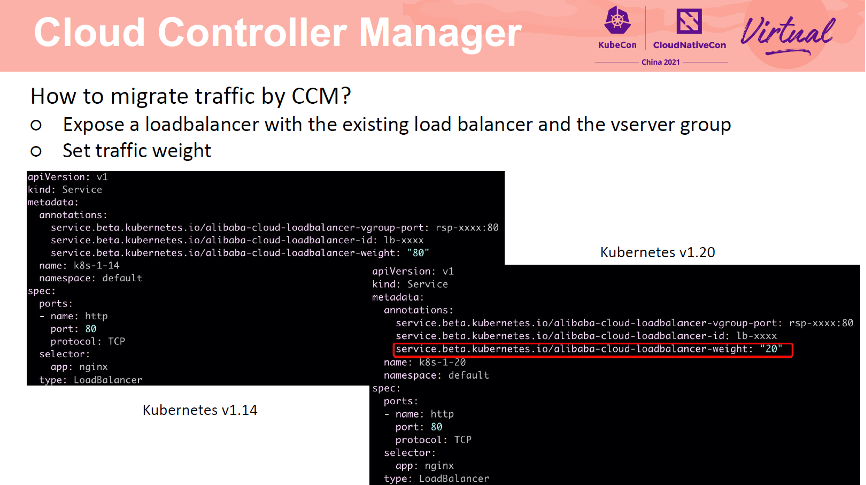 Cloud Controller Manager
KubeCon
CloudNativeCon
China 2021
Virtual
How to migrate traffic by CCM?
○ Expose a loadbalancer with the existing load balancer and the vserver group
○ Set traffic weight
apiVersion: v1
kind: Service
metadata:
  annotations:
    service.beta.kubernetes.io/alibaba-cloud-loadbalancer-vgroup-port: rsp-xxxx:80
    service.beta.kubernetes.io/alibaba-cloud-loadbalancer-id: lb-xxxx
    service.beta.kubernetes.io/alibaba-cloud-loadbalancer-weight: "80"
  name: k8s-1-14
  namespace: default
spec:
  ports:
  - name: http
    port: 80
    protocol: TCP
  selector:
    app: nginx
  type: LoadBalancer
Kubernetes v1.14
Kubernetes v1.20
apiVersion: v1
kind: Service
metadata:
  annotations:
    service.beta.kubernetes.io/alibaba-cloud-loadbalancer-vgroup-port: rsp-xxxx:80
    service.beta.kubernetes.io/alibaba-cloud-loadbalancer-id: lb-xxxx
    service.beta.kubernetes.io/alibaba-cloud-loadbalancer-weight: "20"
  name: k8s-1-20
  namespace: default
spec:
  ports:
  - name: http
    port: 80
    protocol: TCP
  selector:
    app: nginx
  type: LoadBalancer